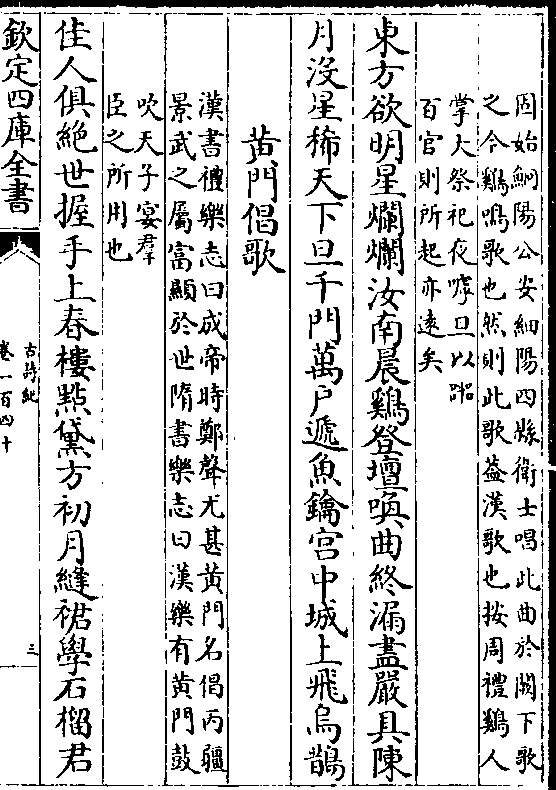 固始鮦陽公安細陽四縣衛士唱此曲於闕下歌
之今鷄鳴歌也然則此歌葢漢歌也按周禮鷄人
掌大祭祀夜嘑旦以嘂
百官則所起亦逺矣
東方欲明星爛爛汝南晨鷄登壇喚曲終漏盡嚴具陳
月沒星稀天下旦千門萬户遞魚鑰宫中城上飛烏鵲
黄門倡歌
漢書禮樂志曰成帝時鄭聲尤甚黄門名倡丙彊
景武之屬富顯於世隋書樂志曰漢樂有黄門鼓
吹天子宴羣
臣之所用也
佳人俱絶世握手上春樓點黛方初月縫裙學石榴君
欽定四庫全書
古詩紀
卷一百四十
三